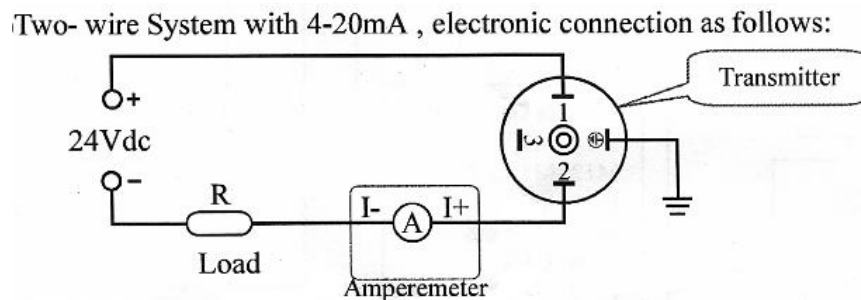 Two- wire System with 4-20mA , electronic connection as follows:
Transmitter
+
1
24Vdc
3
2
-
R
I- A I+
Load
Amperemeter